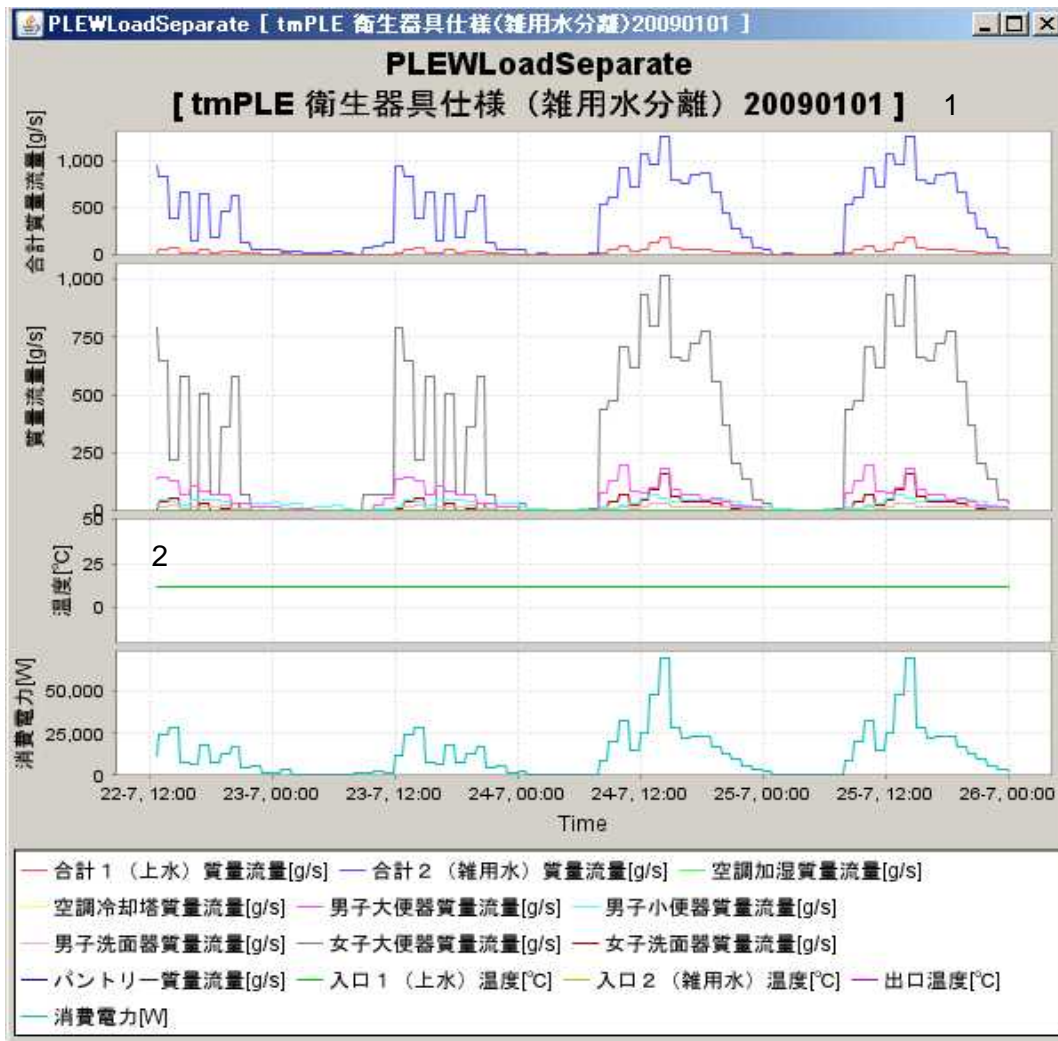 PLEWLoadSeparate [ tmPLE 衛生器具仕様(雑用水分離)20090101 ]
PLEWLoadSeparate
[ tmPLE 衛生器具仕様（雑用水分離）20090101 ]
1
合計質量流量[g/s]
1,000
500
0
質量流量[g/s]
1,000
750
500
250
0
温度[℃]
50
25
0
2
消費電力[W]
50,000
25,000
0
22-7, 12:00 23-7, 00:00 23-7, 12:00 24-7, 00:00 24-7, 12:00 25-7, 00:00 25-7, 12:00 26-7, 00:00
Time
合計１（上水）質量流量[g/s] 合計２（雑用水）質量流量[g/s] 空調加湿質量流量[g/s]
空調冷却塔質量流量[g/s] 男子大便器質量流量[g/s] 男子小便器質量流量[g/s]
男子洗面器質量流量[g/s] 女子大便器質量流量[g/s] 女子洗面器質量流量[g/s]
パントリー質量流量[g/s] 入口１（上水）温度[℃] 入口２（雑用水）温度[℃] 出口温度[℃]
消費電力[W]